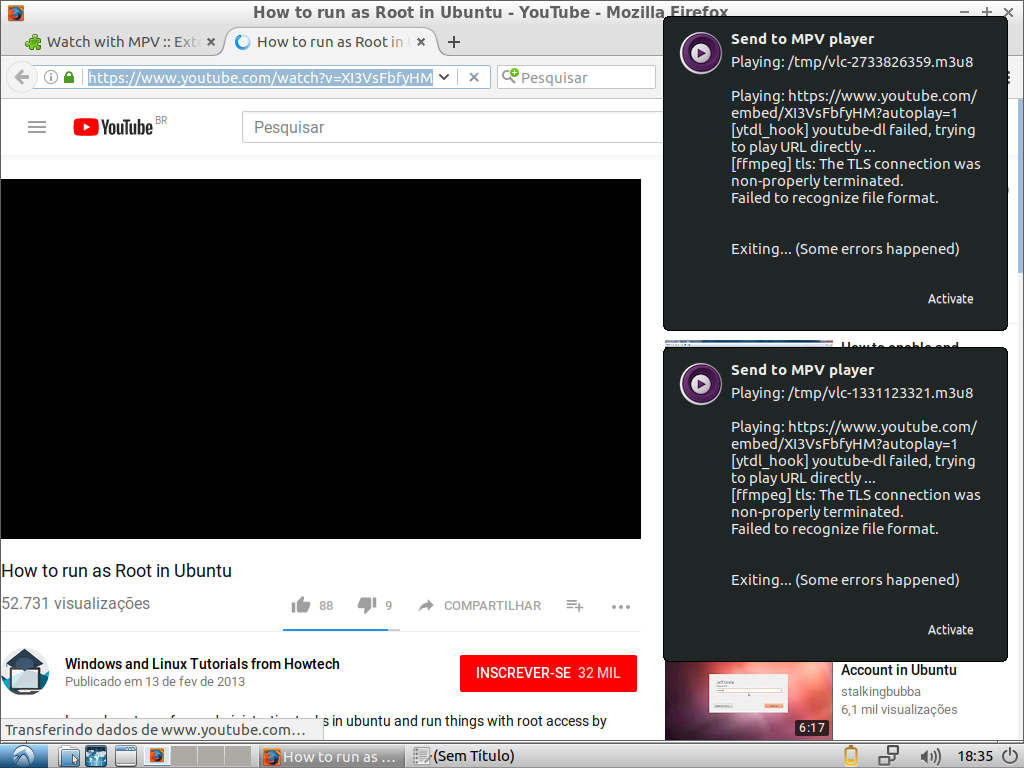 How to run as Root in Ubuntu - YouTube - Mozilla Firefox
Watch with MPV :: Exte
How to run as Root in
https://www.youtube.com/watch?v=XI3VsFbfyHM
Pesquisar
YouTube BR
Pesquisar
Send to MPV player
Playing: /tmp/vlc-2733826359.m3u8
Playing: https://www.youtube.com/
embed/XI3VsFbfyHM?autoplay=1
[ytdl_hook] youtube-dl failed, trying
to play URL directly ...
[ffmpeg] tls: The TLS connection was
non-properly terminated.
Failed to recognize file format.
Exiting... (Some errors happened)
Activate
Send to MPV player
Playing: /tmp/vlc-1331123321.m3u8
Playing: https://www.youtube.com/
embed/XI3VsFbfyHM?autoplay=1
[ytdl_hook] youtube-dl failed, trying
to play URL directly ...
[ffmpeg] tls: The TLS connection was
non-properly terminated.
Failed to recognize file format.
Exiting... (Some errors happened)
Activate
How to run as Root in Ubuntu
52.731 visualizações
88
9
COMPARTILHAR
Windows and Linux Tutorials from Howtech
Publicado em 13 de fev de 2013
INSCREVER-SE 32 MIL
in ubuntu and run things with root access by
Account in Ubuntu
stalkingbubba
6,1 mil visualizações
6:17
Transferindo dados de www.youtube.com…
How to run as ...
(Sem Título)
18:35